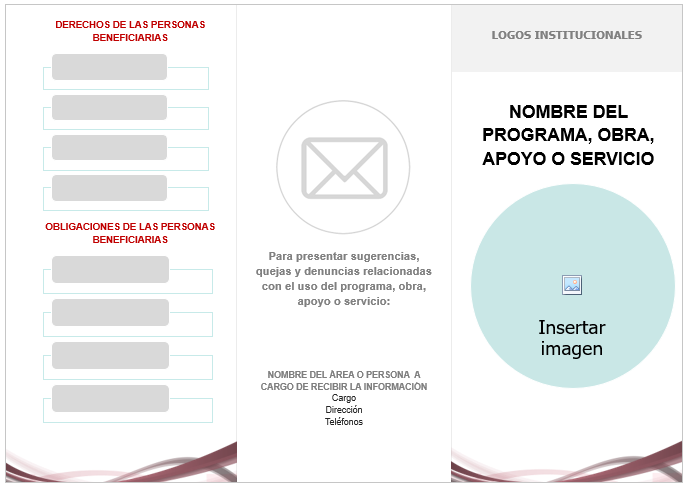 DERECHOS DE LAS PERSONAS
BENEFICIARIAS
OBLIGACIONES DE LAS PERSONAS
BENEFICIARIAS
Para presentar sugerencias,
quejas y denuncias relacionadas
con el uso del programa, obra,
apoyo o servicio:
NOMBRE DEL ÁREA O PERSONA A
CARGO DE RECIBIR LA INFORMACIÓN
Cargo
Dirección
Teléfonos
LOGOS INSTITUCIONALES
NOMBRE DEL
PROGRAMA, OBRA,
APOYO O SERVICIO
Insertar
imagen